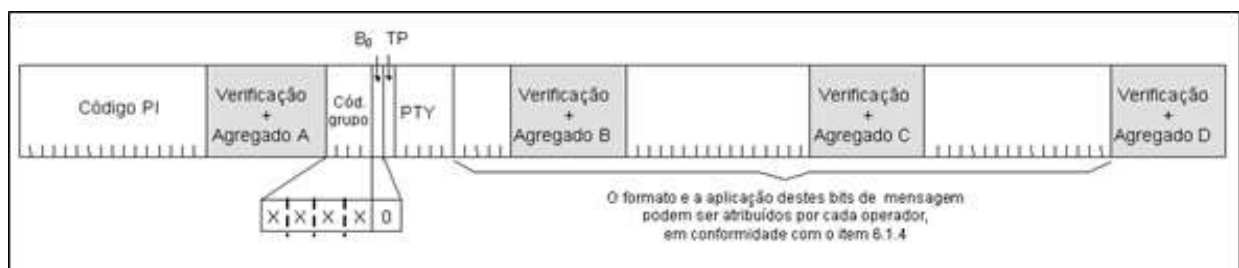 B0 TP
Código PI
Verificação
+
Agregado A
Cód.
grupo
PTY
Verificação
+
Agregado B
Verificação
+
Agregado C
Verificação
+
Agregado D
X X X X 0
O formato e a aplicação destes bits de mensagem
podem ser atribuídos por cada operador,
em conformidade com o item 6.1.4